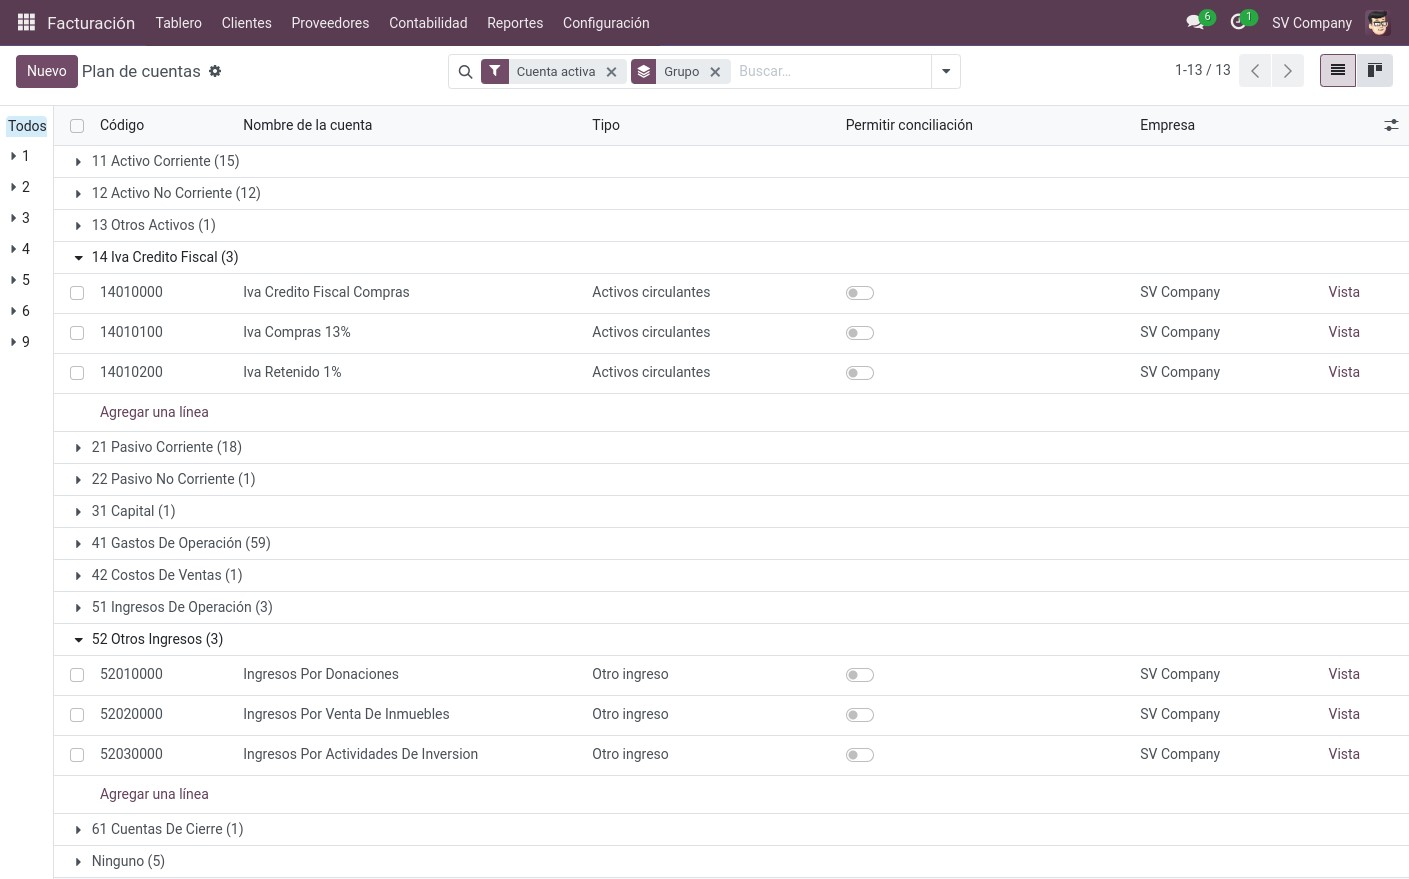 Facturación Tablero Clientes Proveedores Contabilidad Reportes Configuración 6 1 SV Company
Nuevo Plan de cuentas Cuenta activa Grupo Buscar... 1-13 / 13
Todos
1
2
3
4
5
6
9
Código Nombre de la cuenta Tipo Permitir conciliación Empresa
11 Activo Corriente (15)
12 Activo No Corriente (12)
13 Otros Activos (1)
14 Iva Credito Fiscal (3)
14010000 Iva Credito Fiscal Compras Activos circulantes SV Company Vista
14010100 Iva Compras 13% Activos circulantes SV Company Vista
14010200 Iva Retenido 1% Activos circulantes SV Company Vista
Agregar una línea
21 Pasivo Corriente (18)
22 Pasivo No Corriente (1)
31 Capital (1)
41 Gastos De Operación (59)
42 Costos De Ventas (1)
51 Ingresos De Operación (3)
52 Otros Ingresos (3)
52010000 Ingresos Por Donaciones Otro ingreso SV Company Vista
52020000 Ingresos Por Venta De Inmuebles Otro ingreso SV Company Vista
52030000 Ingresos Por Actividades De Inversion Otro ingreso SV Company Vista
Agregar una línea
61 Cuentas De Cierre (1)
Ninguno (5)